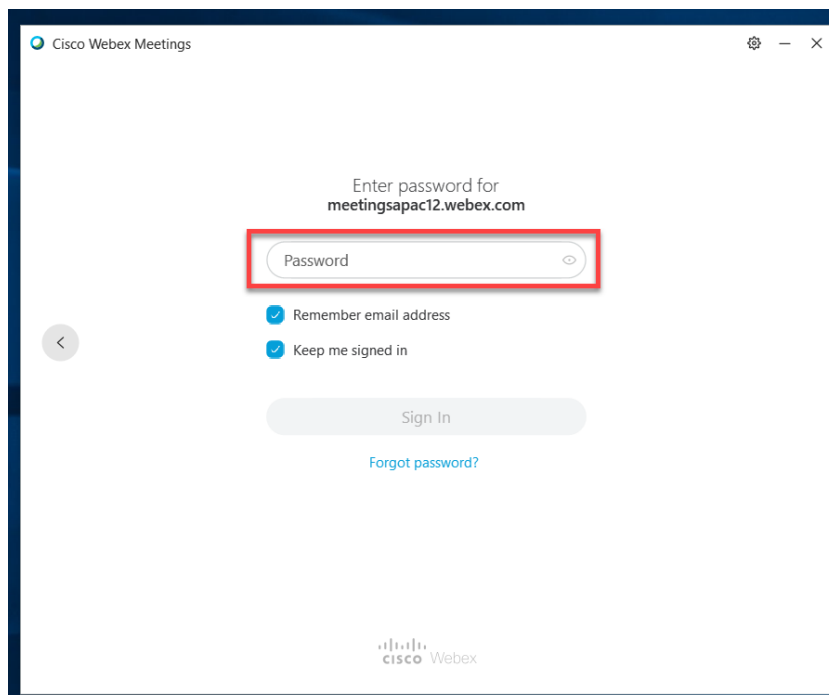 Cisco Webex Meetings
Enter password for
meetingsapac12.webex.com
Password
Remember email address
Keep me signed in
Sign In
Forgot password?
cisco Webex